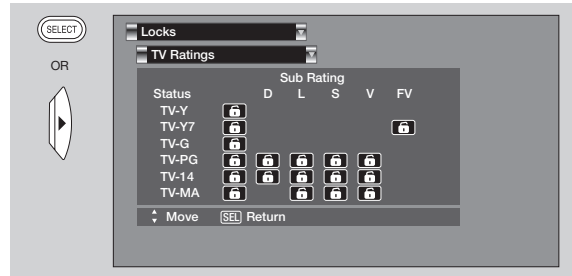 SELECT
OR
Locks
TV Ratings
Sub Rating
Status D L S V FV
TV-Y
TV-Y7
TV-G
TV-PG
TV-14
TV-MA
Move SEL Return